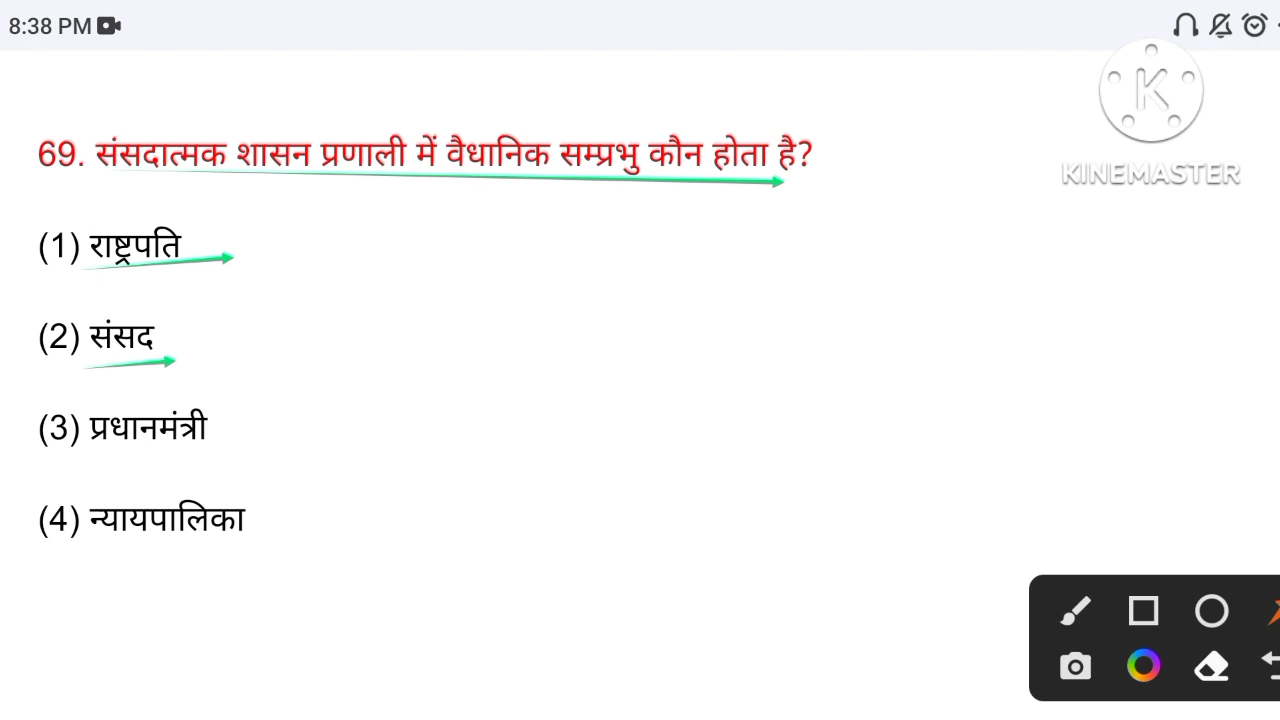 8:38 PM
KINEMASTER
69. संसदात्मक शासन प्रणाली में वैधानिक सम्प्रभु कौन होता है?
(1) राष्ट्रपति
(2) संसद
(3) प्रधानमंत्री
(4) न्यायपालिका